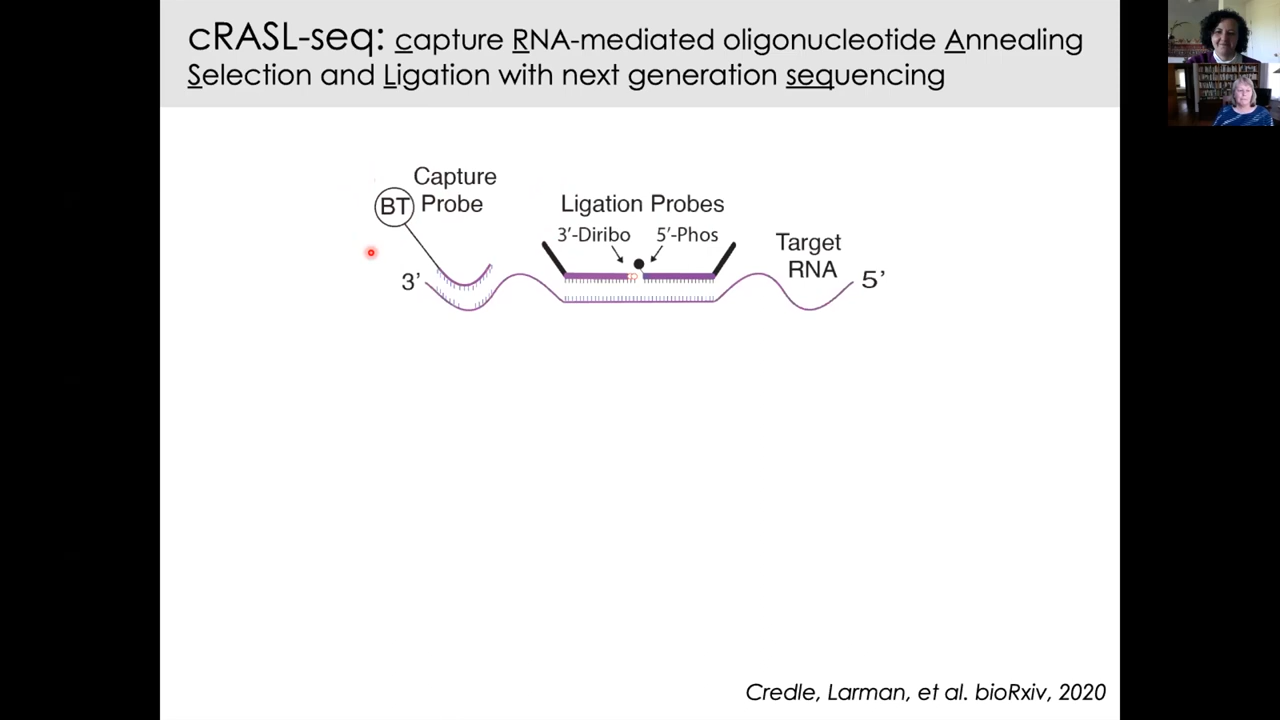 cRASL-seq: capture RNA-mediated oligonucleotide Annealing
Selection and Ligation with next generation sequencing
Capture
BT Probe
Ligation Probes
3’-Diribo 5’-Phos
Target
RNA
3’
5’
Credle, Larman, et al. bioRxiv, 2020